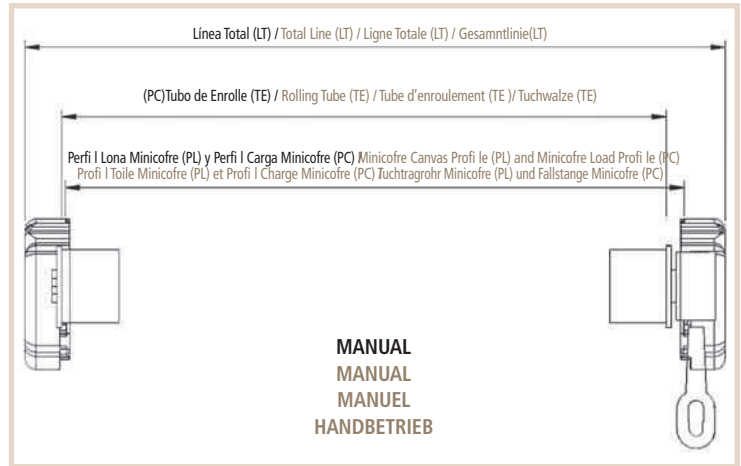 Línea Total (LT) / Total Line (LT) / Ligne Totale (LT) / Gesamntlinie(LT)
(PC)Tubo de Enrolle (TE) / Rolling Tube (TE) / Tube d'enroulement (TE )/ Tuchwalze (TE)
Perfi l Lona Minicofre (PL) y Perfi l Carga Minicofre (PC) /Minicofre Canvas Profi le (PL) and Minicofre Load Profi le (PC)
Profi l Toile Minicofre (PL) et Profi l Charge Minicofre (PC) /Tuchtragrohr Minicofre (PL) und Fallstange Minicofre (PC)
MANUAL
MANUAL
MANUEL
HANDBETRIEB